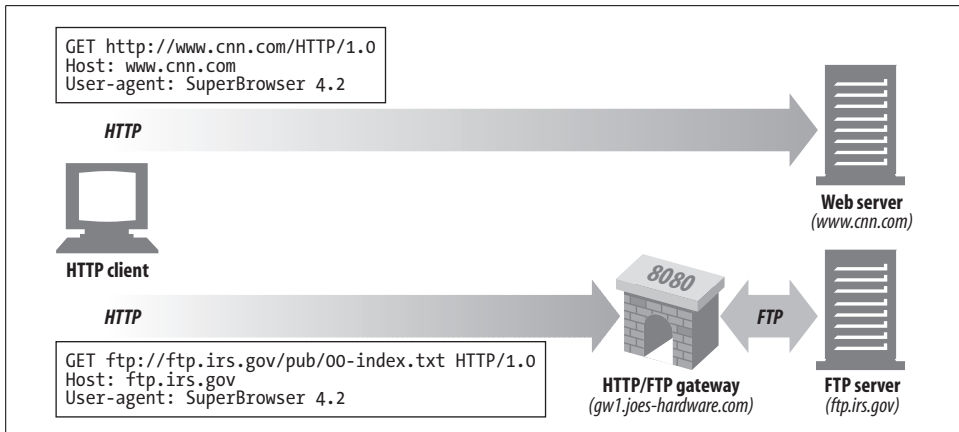 GET http://www.cnn.com/HTTP/1.0
Host: www.cnn.com
User-agent: SuperBrowser 4.2
HTTP
Web server
(www.cnn.com)
HTTP client
HTTP
8080
FTP
GET ftp://ftp.irs.gov/pub/00-index.txt HTTP/1.0
Host: ftp.irs.gov
User-agent: SuperBrowser 4.2
HTTP/FTP gateway
(gw1.joes-hardware.com)
FTP server
(ftp.irs.gov)